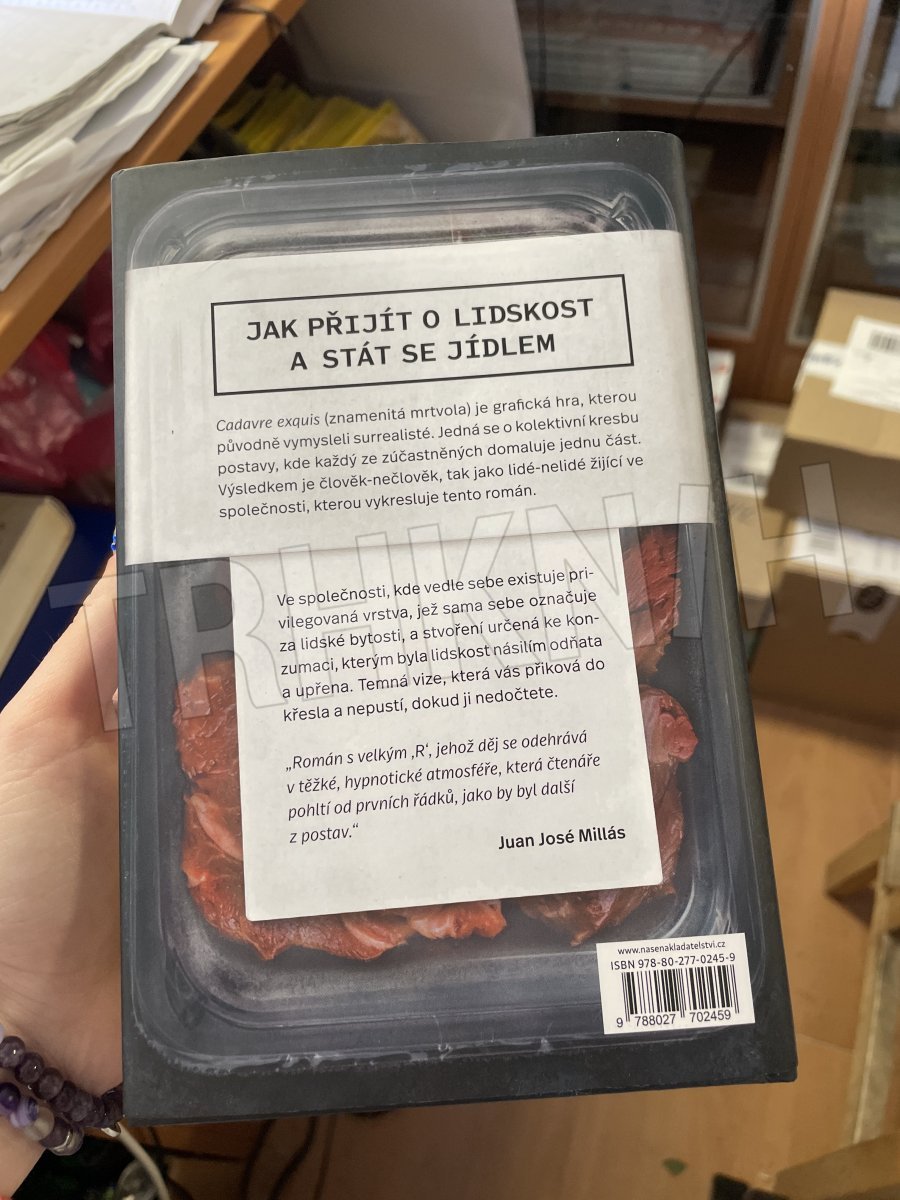 JAK PŘIJÍT O LIDSKOST
A STÁT SE JÍDLEM
Cadavre exquis (znamenitá mrtvola) je grafická hra, kterou
původně vymysleli surrealisté. Jedná se o kolektivní kresbu
postavy, kde každý ze zúčastněných domaluje jednu část.
Výsledkem je člověk-nečlověk, tak jako lidé-nelidé žijící ve
společnosti, kterou vykresluje tento román.
TRHKNIH
Ve společnosti, kde vedle sebe existuje pri-
vilegovaná vrstva, jež sama sebe označuje
za lidské bytosti, a stvoření určená ke kon-
zumaci, kterým byla lidskost násilím odňata
a upřena. Temná vize, která vás přiková do
křesla a nepustí, dokud ji nedočtete.
„Román s velkým ‚R‘, jehož děj se odehrává
v těžké, hypnotické atmosféře, která čtenáře
pohltí od prvních řádků, jako by byl další
z postav.“
Juan José Millás
www.nasenakladatelstvi.cz
ISBN 978-80-277-0245-9
9 788027 702459